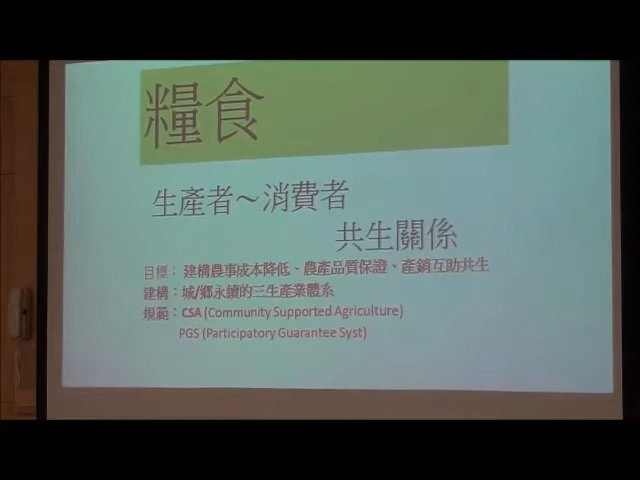 糧食
生產者～消費者
共生關係
目標： 建構農事成本降低、農產品質保證、產銷互助共生
建構：城/鄉永續的三生產業體系
規範：CSA (Community Supported Agriculture)
PGS (Participatory Guarantee Syst)